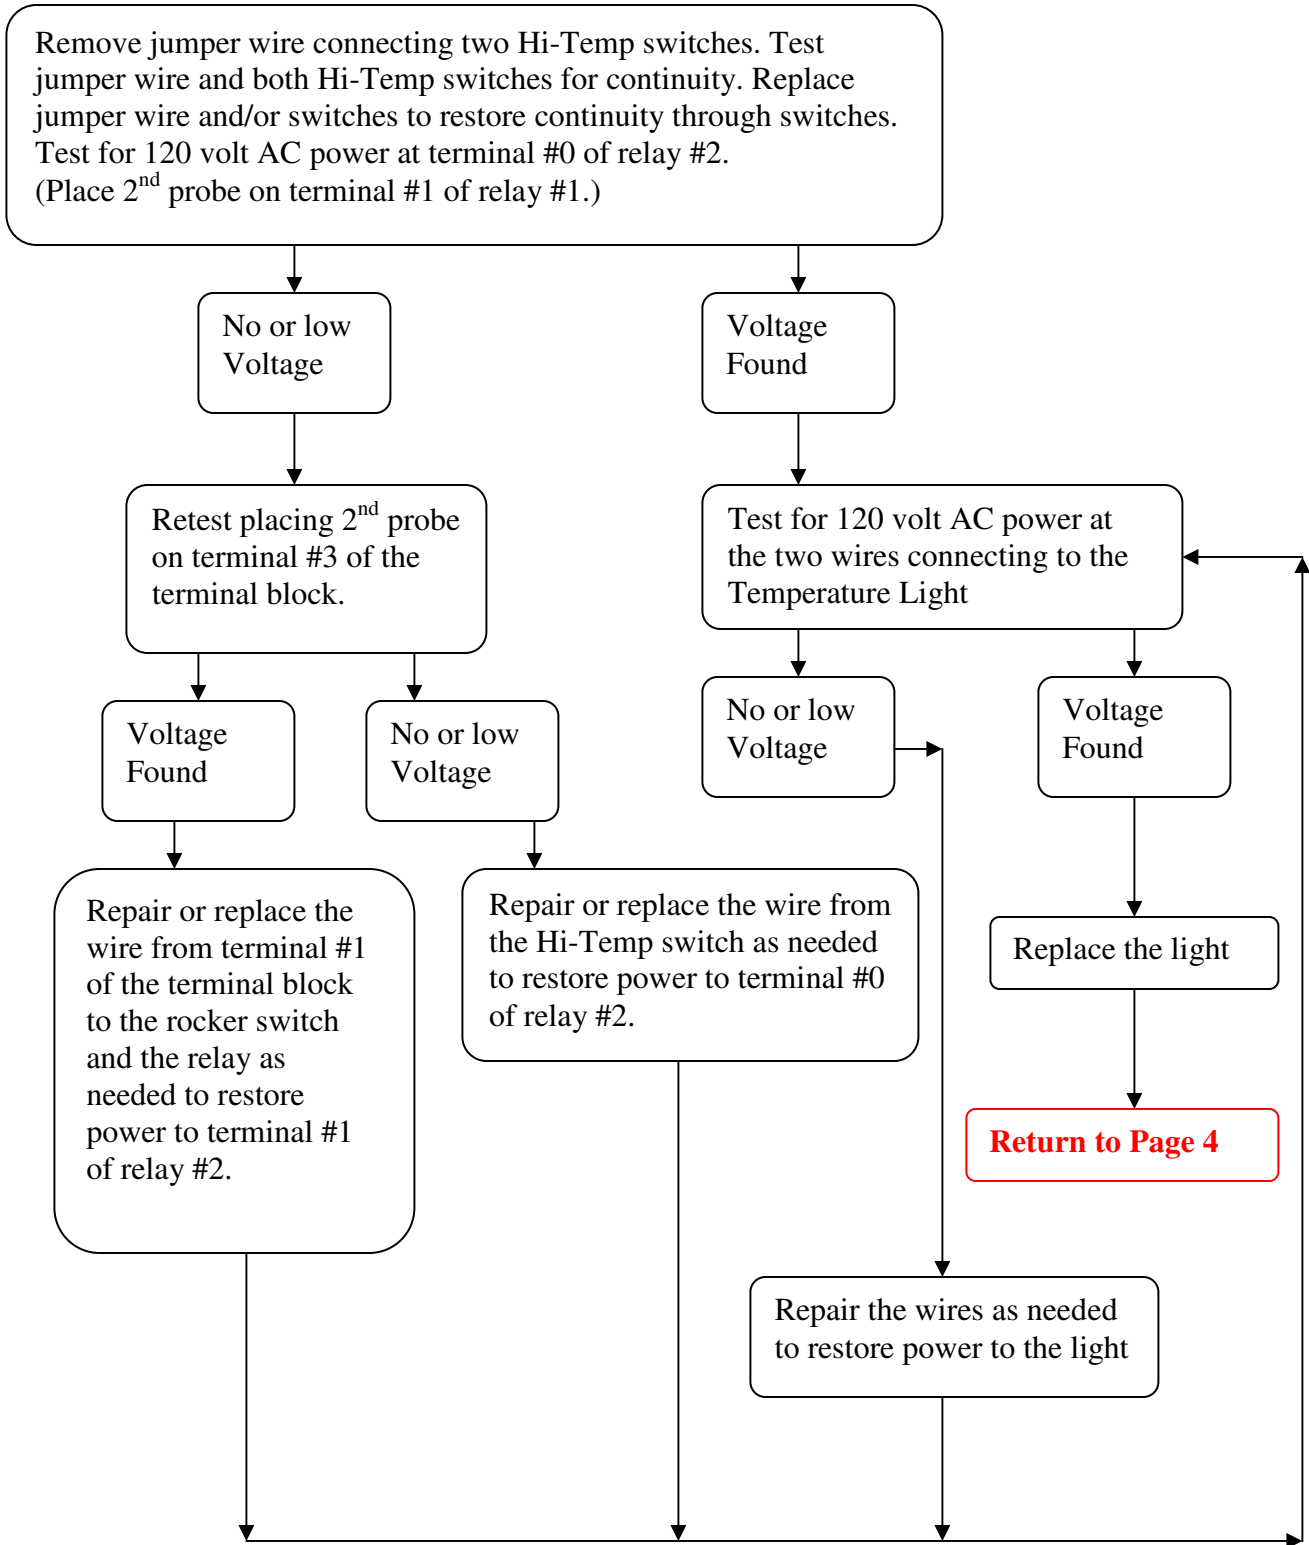 Remove jumper wire connecting two Hi-Temp switches. Test
jumper wire and both Hi-Temp switches for continuity. Replace
jumper wire and/or switches to restore continuity through switches.
Test for 120 volt AC power at terminal #0 of relay #2.
(Place 2nd probe on terminal #1 of relay #1.)
No or low
Voltage
Voltage
Found
Retest placing 2nd probe
on terminal #3 of the
terminal block.
Test for 120 volt AC power at
the two wires connecting to the
Temperature Light
Voltage
Found
No or low
Voltage
No or low
Voltage
Voltage
Found
Repair or replace the
wire from terminal #1
of the terminal block
to the rocker switch
and the relay as
needed to restore
power to terminal #1
of relay #2.
Repair or replace the wire from
the Hi-Temp switch as needed
to restore power to terminal #0
of relay #2.
Replace the light
Return to Page 4
Repair the wires as needed
to restore power to the light